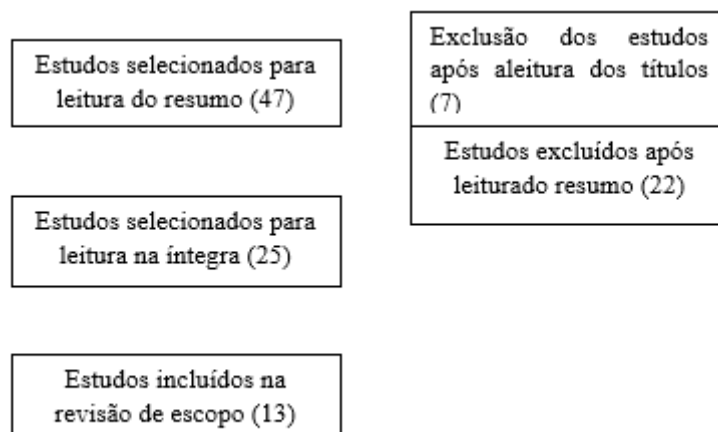 Estudos selecionados para
leitura do resumo (47)
Exclusão dos estudos
após aleitura dos títulos
(7)
Estudos excluídos após
leiturado resumo (22)
Estudos selecionados para
leitura na íntegra (25)
Estudos incluídos na
revisão de escopo (13)